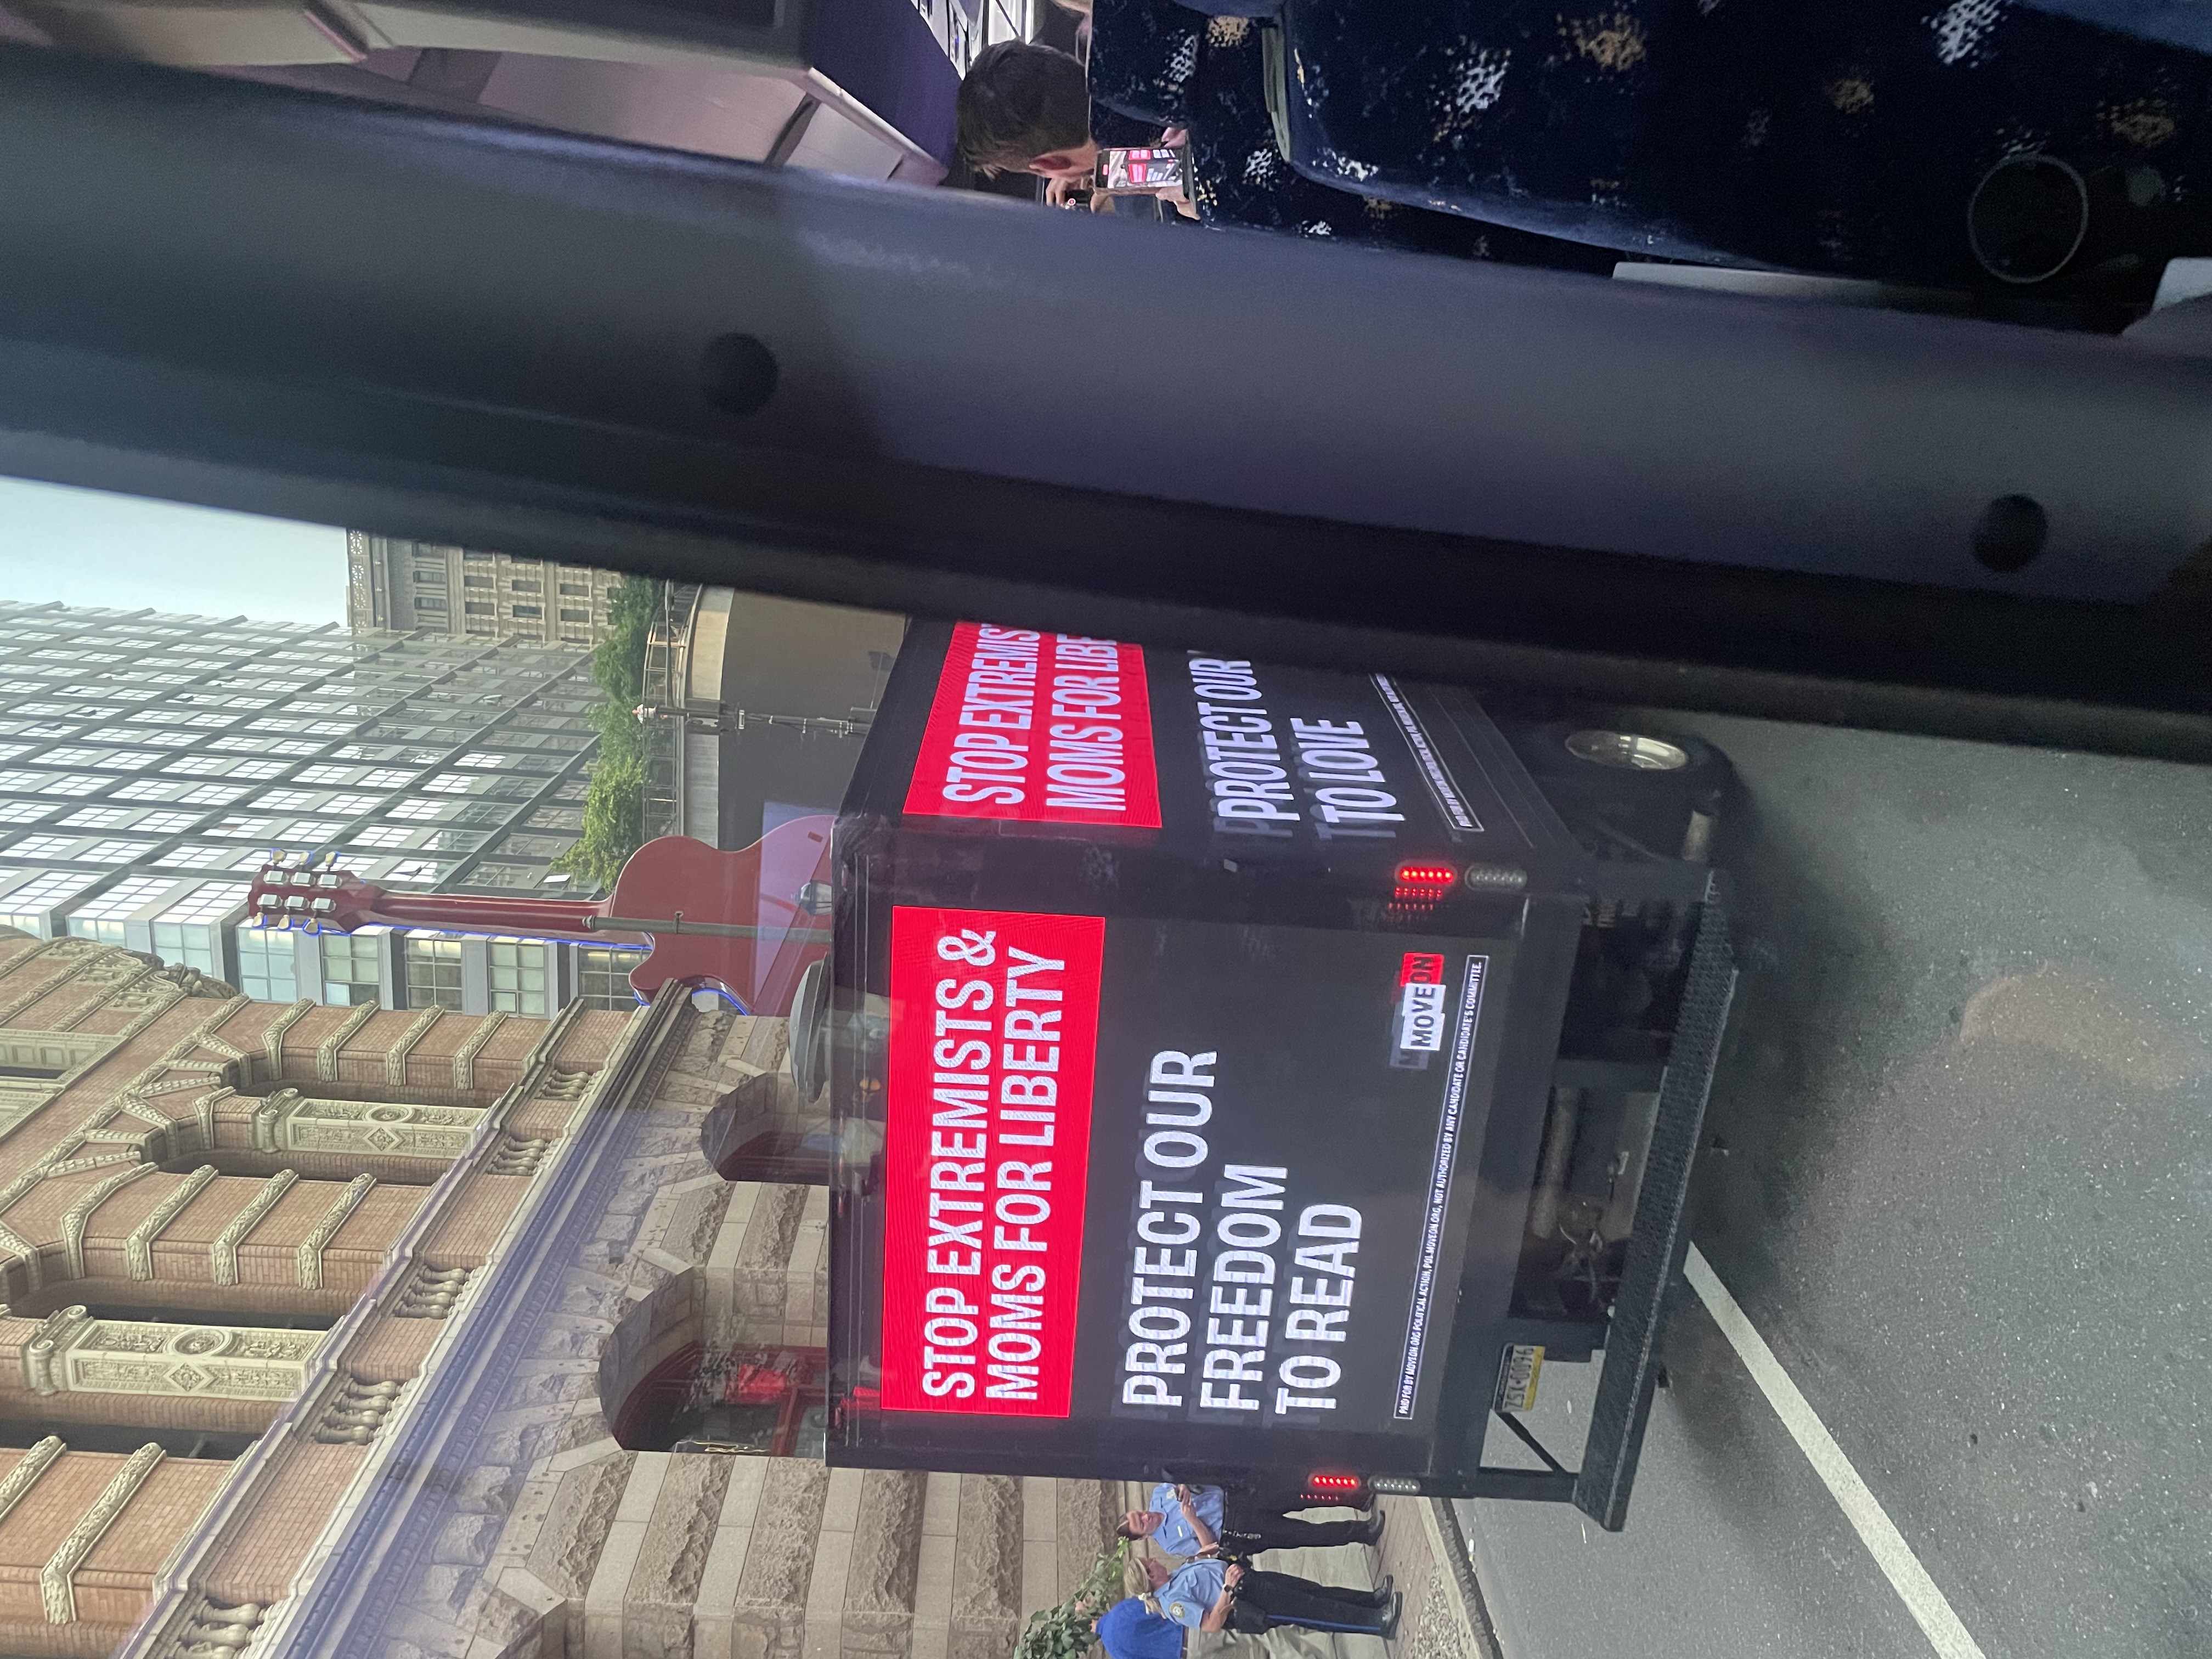 STOP EXTREMISTS &
MOMS FOR LIBERTY
PROTECT OUR
FREEDOM
TO READ
MOVEON
PAID FOR BY MOVEON.ORG POLITICAL ACTION, POL.MOVEON.ORG, NOT AUTHORIZED BY ANY CANDIDATE OR CANDIDATE'S COMMITTEE.
STOP EXTREMIS
MOMS FOR LIBE
PROTECT OUR
TO LOVE